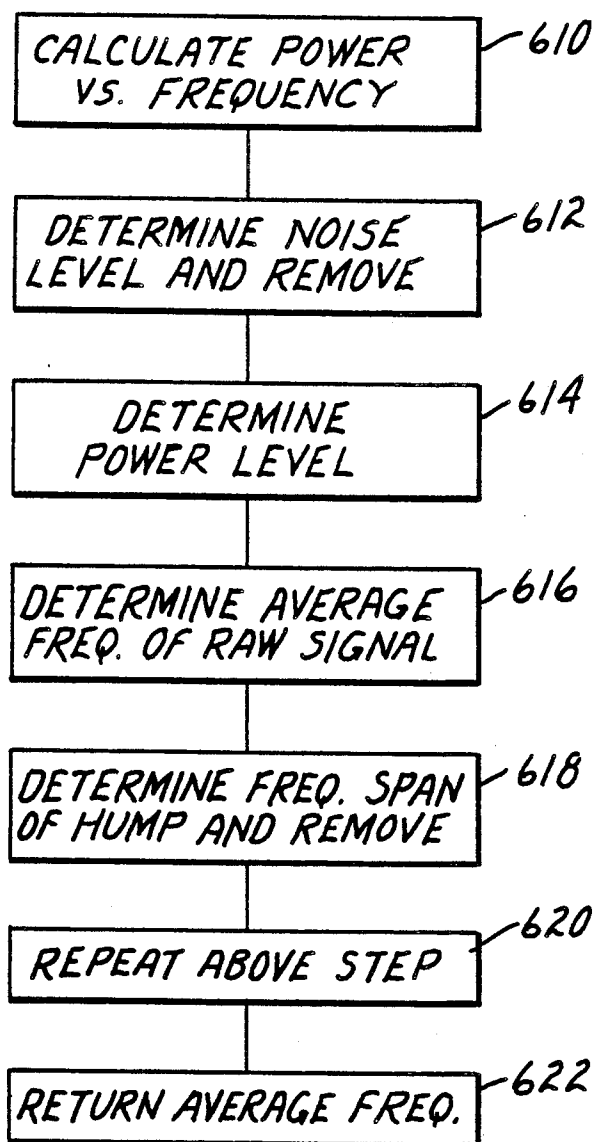 CALCULATE POWER
VS. FREQUENCY
610
DETERMINE NOISE
LEVEL AND REMOVE
612
DETERMINE
POWER LEVEL
614
DETERMINE AVERAGE
FREQ. OF RAW SIGNAL
616
DETERMINE FREQ. SPAN
OF HUMP AND REMOVE
618
REPEAT ABOVE STEP
620
RETURN AVERAGE FREQ.
622